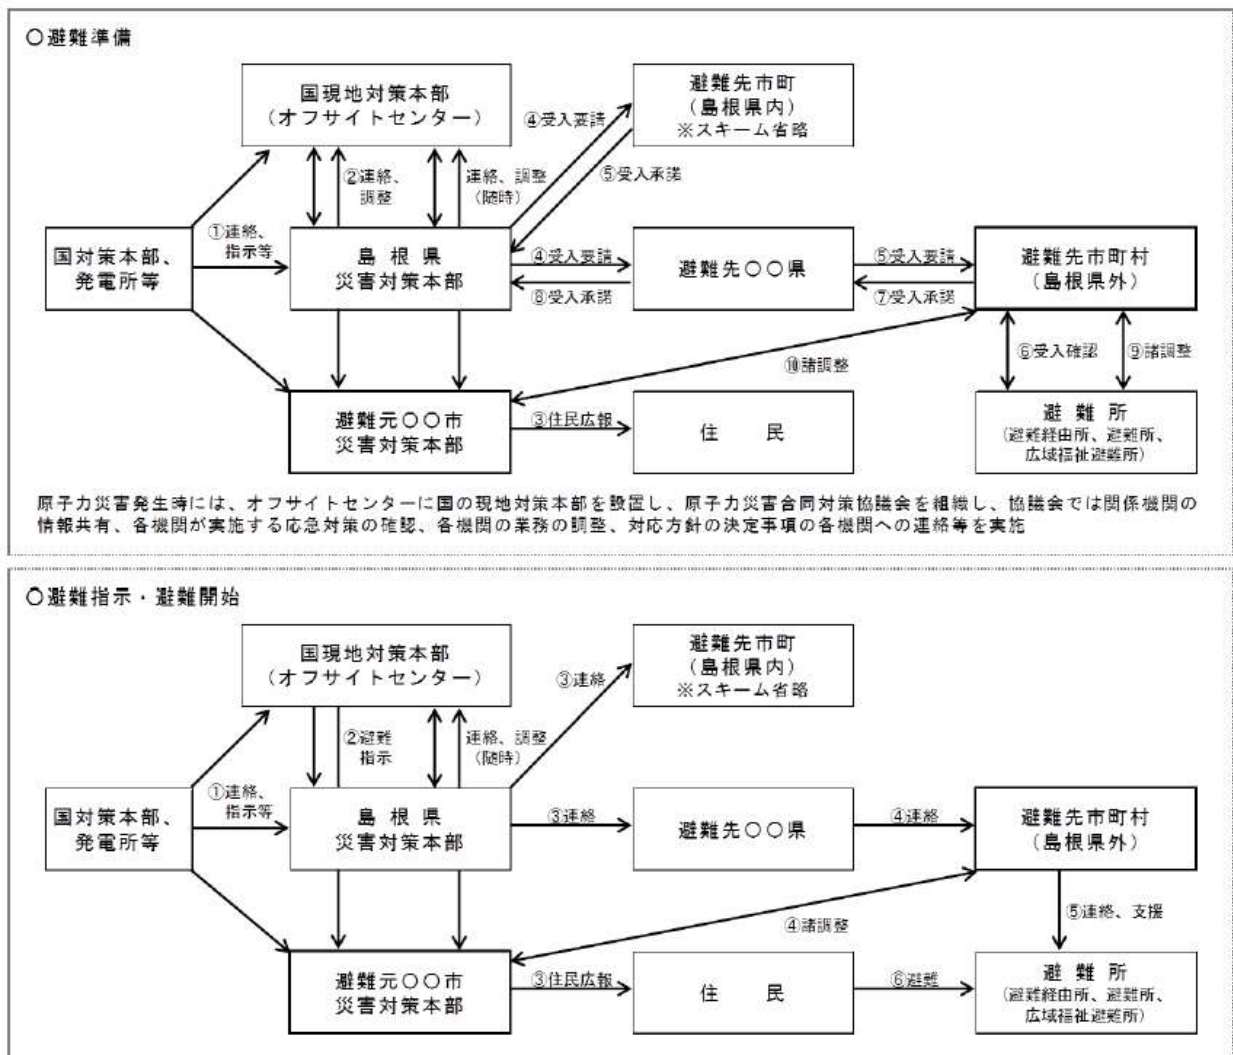 〇避難準備
国現地対策本部
（オフサイトセンター）
避難先市町
（島根県内）
※スキーム省略
④受入要請
⑤受入承諾
②連絡、
調整
連絡、調整
（随時）
①連絡、
指示等
国対策本部、
発電所等
島根県
災害対策本部
④受入要請
⑧受入承諾
避難先〇〇県
⑤受入要請
⑦受入承諾
避難先市町村
（島根県外）
⑥受入確認
⑨諸調整
⑩諸調整
避難元〇〇市
災害対策本部
③住民広報
住　民
避難所
（避難経由所、避難所、
広域福祉避難所）
原子力災害発生時には、オフサイトセンターに国の現地対策本部を設置し、原子力災害合同対策協議会を組織し、協議会では関係機関の
情報共有、各機関が実施する応急対策の確認、各機関の業務の調整、対応方針の決定事項の各機関への連絡等を実施
〇避難指示・避難開始
国現地対策本部
（オフサイトセンター）
避難先市町
（島根県内）
※スキーム省略
③連絡
②避難
指示
連絡、調整
（随時）
①連絡、
指示等
国対策本部、
発電所等
島根県
災害対策本部
③連絡
避難先〇〇県
④連絡
避難先市町村
（島根県外）
④諸調整
⑤連絡、支援
避難元〇〇市
災害対策本部
③住民広報
住　民
⑥避難
避難所
（避難経由所、避難所、
広域福祉避難所）